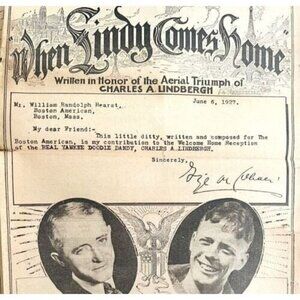 "When Lindy Comes Home"
Written in Honor of the Aerial Triumph of
CHARLES A. LINDBERGH
June 6, 1927.
Mr. William Randolph Hearst,
Boston American,
Boston, Mass.
My dear Friend:-
This little ditty, written and composed for The
Boston American, is my contribution to the Welcome Home Reception
of the REAL YANKEE DOODLE DANDY, CHARLES A.LINDBERGH.
Sincerely,